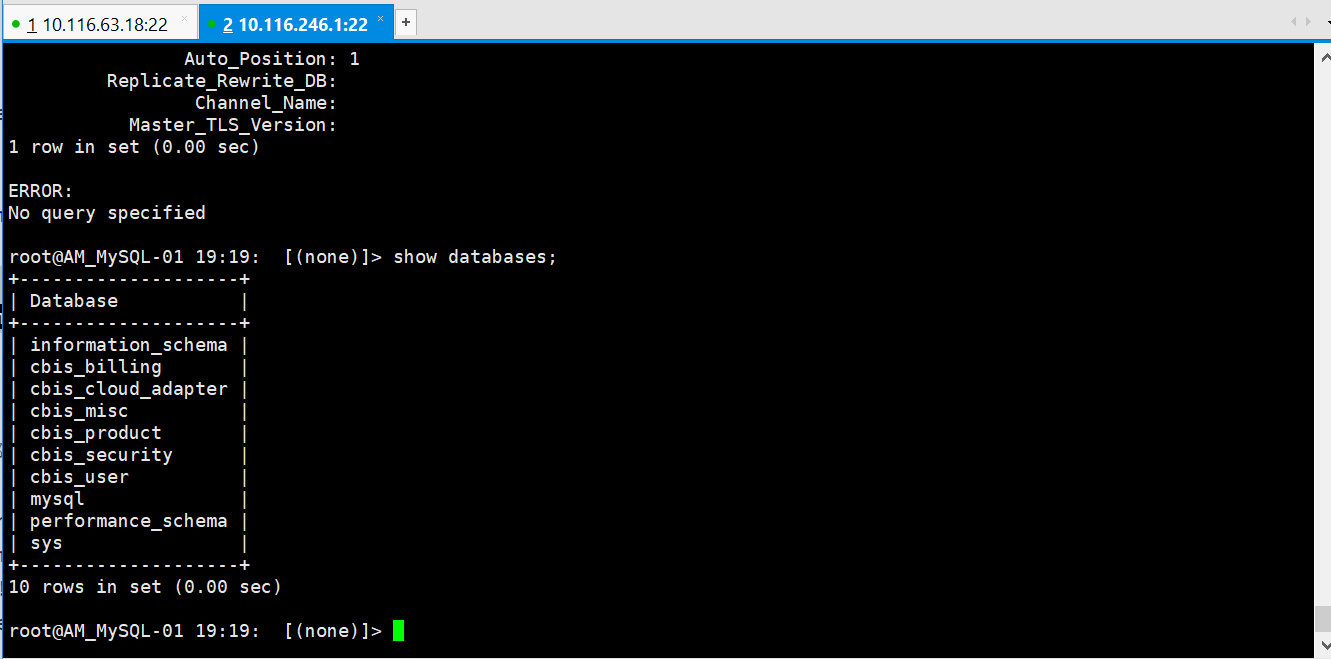 1 10.116.63.18:22 × 2 10.116.246.1:22 × +
Auto_Position: 1
Replicate_Rewrite_DB:
Channel_Name:
Master_TLS_Version:
1 row in set (0.00 sec)
ERROR:
No query specified
root@AM_MySQL-01 19:19:  [(none)]> show databases;
+--------------------+
| Database           |
+--------------------+
| information_schema |
| cbis_billing       |
| cbis_cloud_adapter |
| cbis_misc          |
| cbis_product       |
| cbis_security      |
| cbis_user          |
| mysql              |
| performance_schema |
| sys                |
+--------------------+
10 rows in set (0.00 sec)
root@AM_MySQL-01 19:19:  [(none)]>